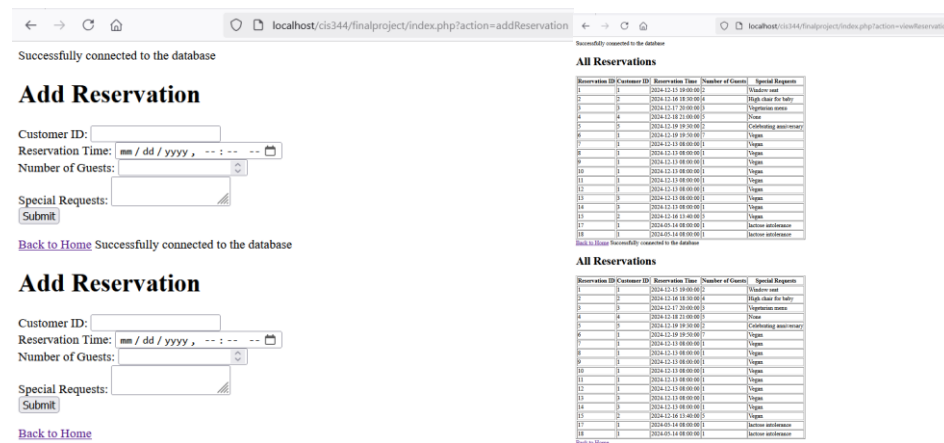 localhost/cis344/finalproject/index.php?action=addReservation
Successfully connected to the database
Add Reservation
Customer ID:
Reservation Time: mm / dd / yyyy , -- : -- --
Number of Guests:
Special Requests:
Submit
Back to Home Successfully connected to the database
Add Reservation
Customer ID:
Reservation Time: mm / dd / yyyy , -- : -- --
Number of Guests:
Special Requests:
Submit
Back to Home
localhost/cis344/finalproject/index.php?action=viewReservati
Successfully connected to the database
All Reservations
Reservation ID Customer ID Reservation Time Number of Guests Special Requests
1 1 2024-12-15 19:00:00 2 Window seat
2 2 2024-12-16 18:30:00 4 High chair for baby
3 3 2024-12-17 20:00:00 3 Vegetarian menu
4 4 2024-12-18 21:00:00 5 None
5 5 2024-12-19 19:30:00 2 Celebrating anniversary
6 1 2024-12-19 19:30:00 7 Vegan
7 1 2024-12-13 08:00:00 1 Vegan
8 1 2024-12-13 08:00:00 1 Vegan
9 1 2024-12-13 08:00:00 1 Vegan
10 1 2024-12-13 08:00:00 1 Vegan
11 1 2024-12-13 08:00:00 1 Vegan
12 1 2024-12-13 08:00:00 1 Vegan
13 3 2024-12-13 08:00:00 1 Vegan
14 3 2024-12-13 08:00:00 1 Vegan
15 2 2024-12-16 13:40:00 5 Vegan
17 1 2024-05-14 08:00:00 1 lactose intolerance
18 1 2024-05-14 08:00:00 1 lactose intolerance
Back to Home Successfully connected to the database
All Reservations
Reservation ID Customer ID Reservation Time Number of Guests Special Requests
1 1 2024-12-15 19:00:00 2 Window seat
2 2 2024-12-16 18:30:00 4 High chair for baby
3 3 2024-12-17 20:00:00 3 Vegetarian menu
4 4 2024-12-18 21:00:00 5 None
5 5 2024-12-19 19:30:00 2 Celebrating anniversary
6 1 2024-12-19 19:30:00 7 Vegan
7 1 2024-12-13 08:00:00 1 Vegan
8 1 2024-12-13 08:00:00 1 Vegan
9 1 2024-12-13 08:00:00 1 Vegan
10 1 2024-12-13 08:00:00 1 Vegan
11 1 2024-12-13 08:00:00 1 Vegan
12 1 2024-12-13 08:00:00 1 Vegan
13 3 2024-12-13 08:00:00 1 Vegan
14 3 2024-12-13 08:00:00 1 Vegan
15 2 2024-12-16 13:40:00 5 Vegan
17 1 2024-05-14 08:00:00 1 lactose intolerance
18 1 2024-05-14 08:00:00 1 lactose intolerance
Back to Home